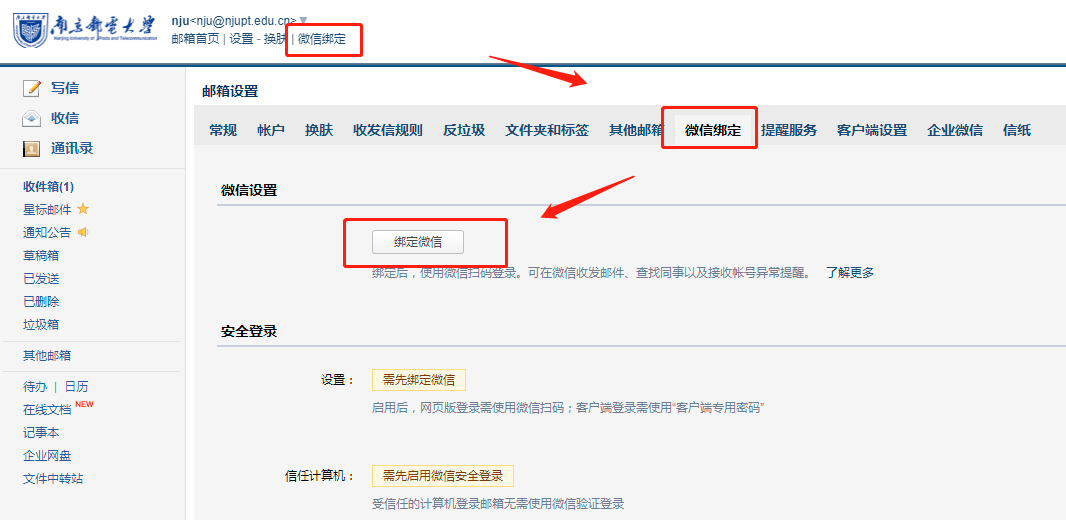 南京邮电大学
Nanjing University of Posts and Telecommunications
nju<nju@njupt.edu.cn>
邮箱首页 | 设置 - 换肤 | 微信绑定
写信
收信
通讯录
收件箱(1)
星标邮件
通知公告
草稿箱
已发送
已删除
垃圾箱
其他邮箱
待办 | 日历
在线文档 NEW
记事本
企业网盘
文件中转站
邮箱设置
常规 帐户 换肤 收发信规则 反垃圾 文件夹和标签 其他邮箱 微信绑定 提醒服务 客户端设置 企业微信 信纸
微信设置
绑定微信
绑定后，使用微信扫码登录。可在微信收发邮件、查找同事以及接收帐号异常提醒。 了解更多
安全登录
设置： 需先绑定微信
启用后，网页版登录需使用微信扫码；客户端登录需使用“客户端专用密码”
信任计算机： 需先启用微信安全登录
受信任的计算机登录邮箱无需使用微信验证登录